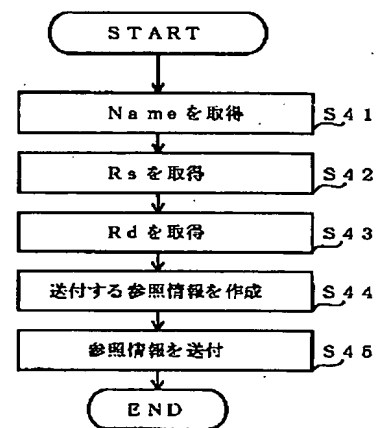 START
Nameを取得 S41
Rsを取得 S42
Rdを取得 S43
送付する参照情報を作成 S44
参照情報を送付 S45
END